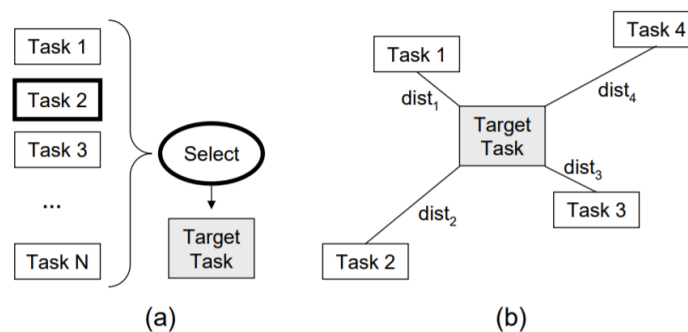 Task 1
Task 2
Task 3
...
Task N
Select
Target
Task
(a)
Task 1
Task 4
dist₁
dist₄
Target
Task
dist₃
dist₂
Task 3
Task 2
(b)